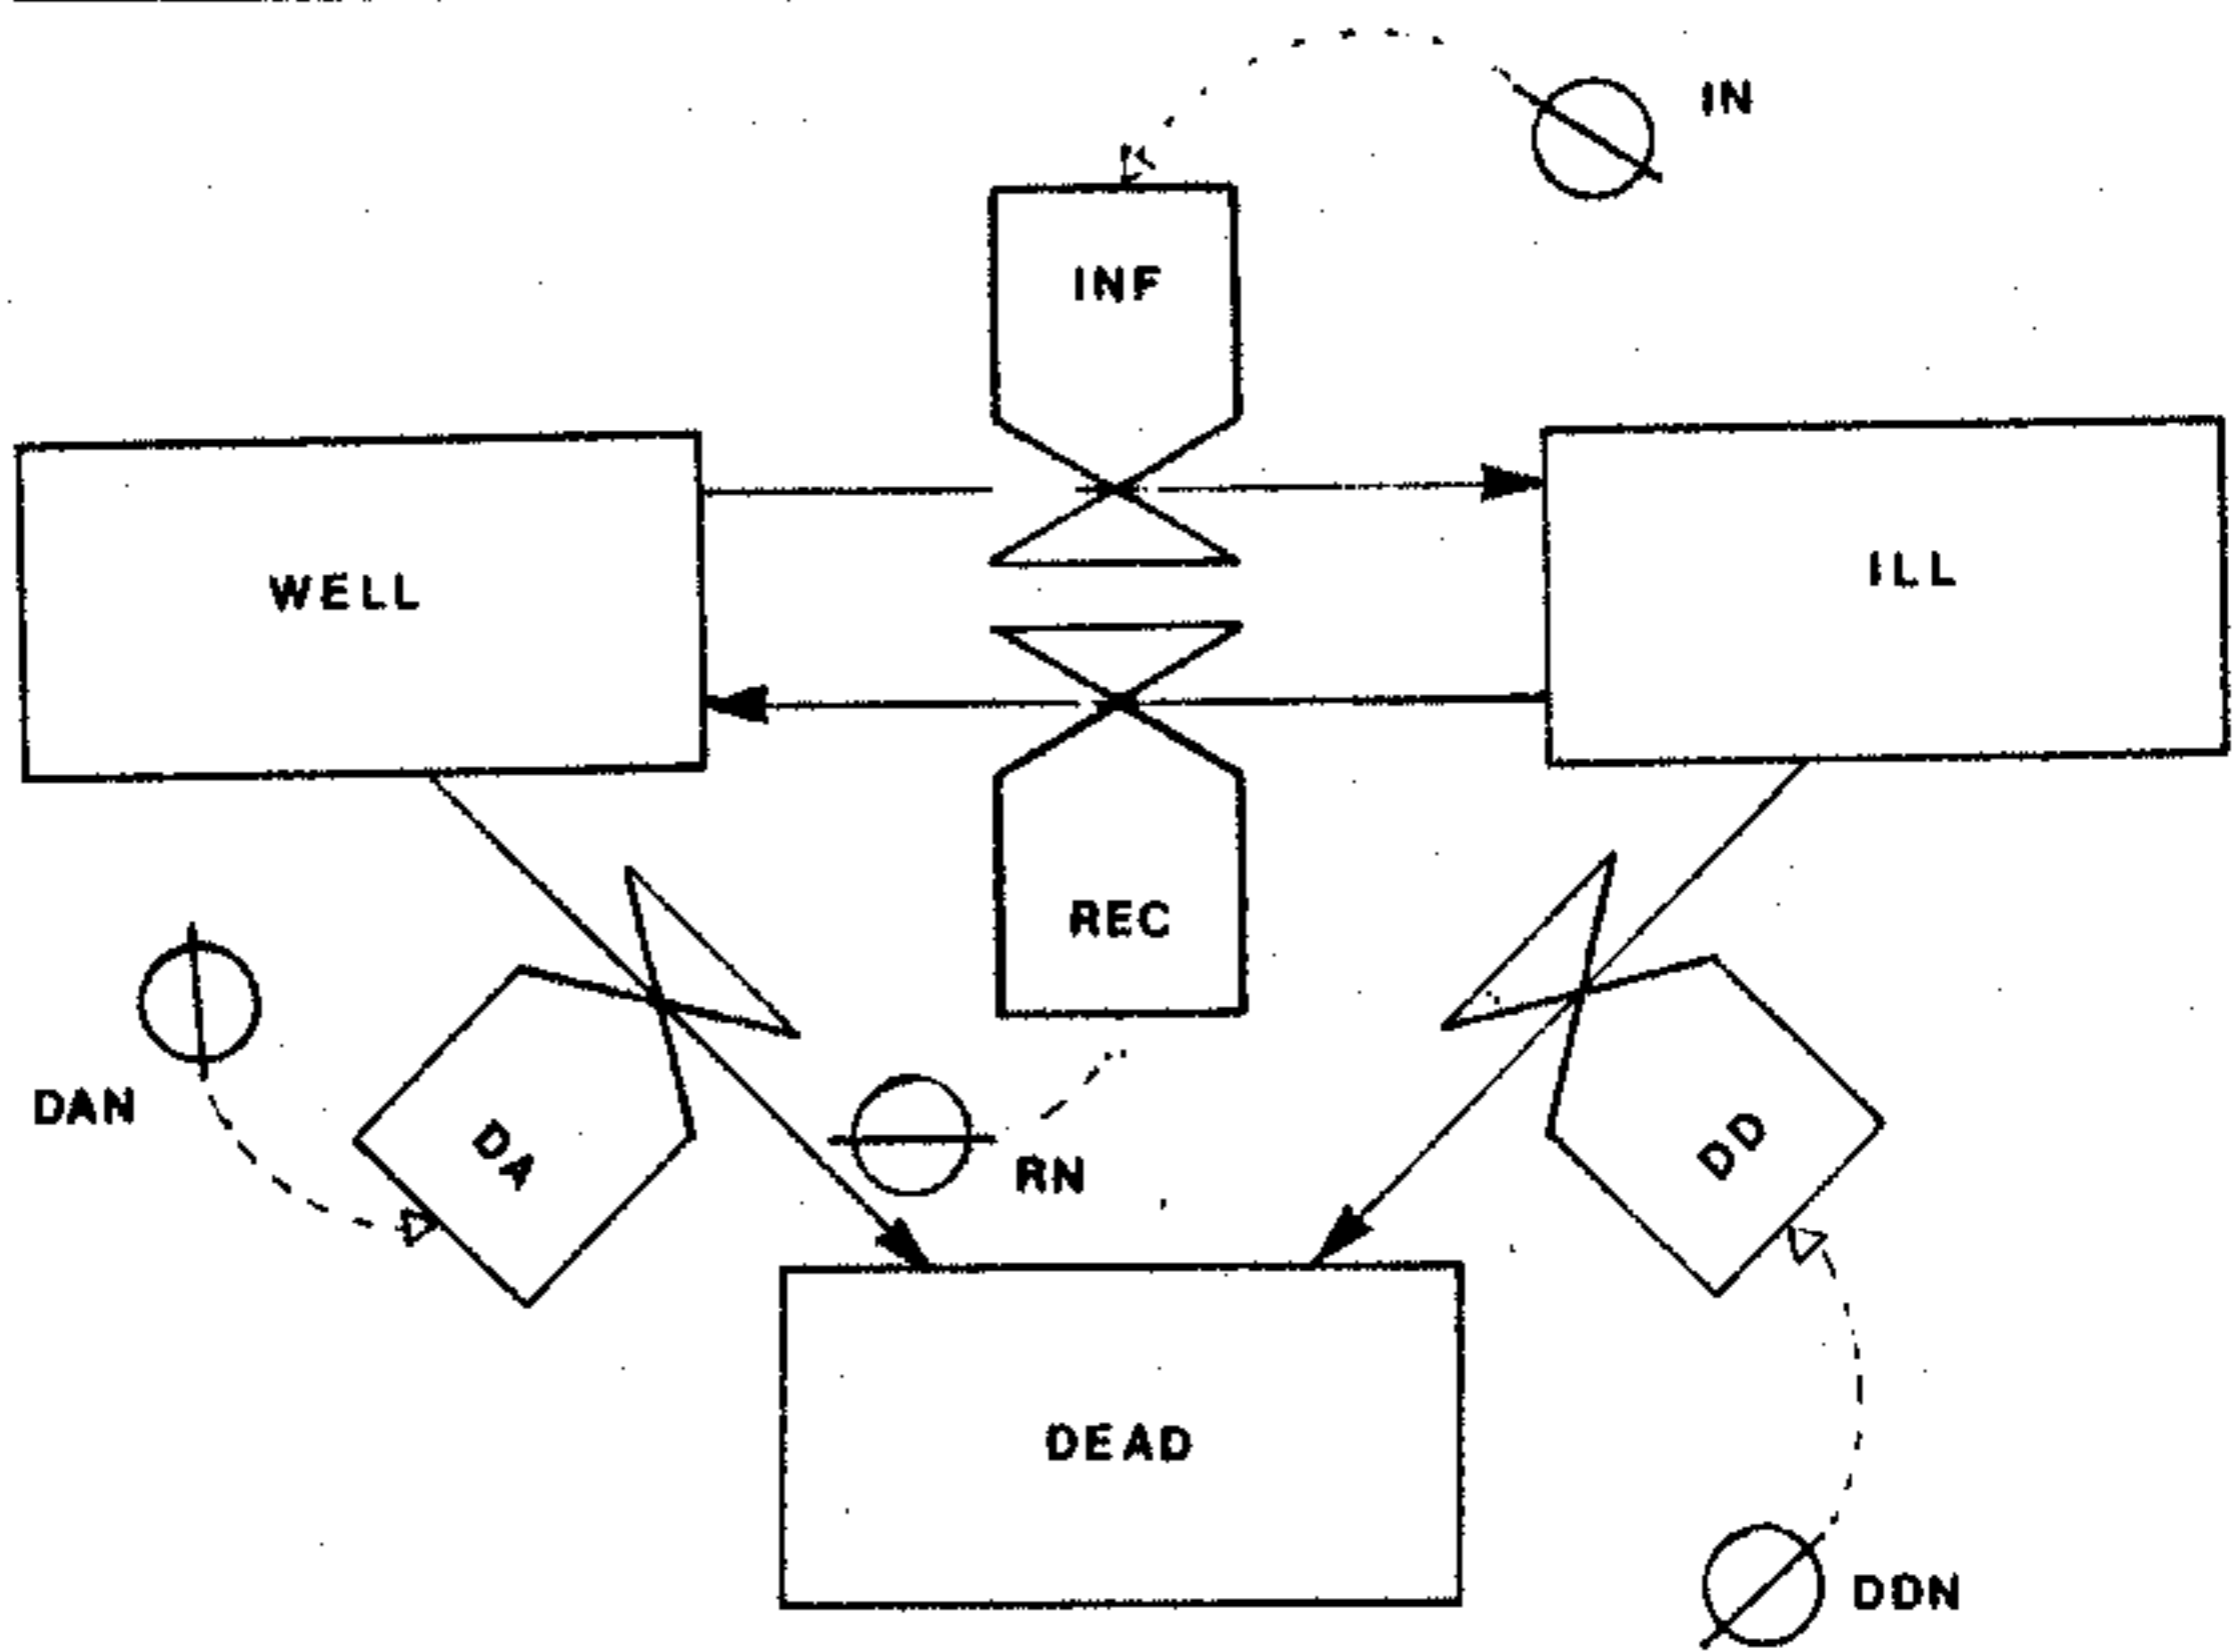 IN
INF
WELL
ILL
REC
DAN
DA
RN
DD
DEAD
DDN